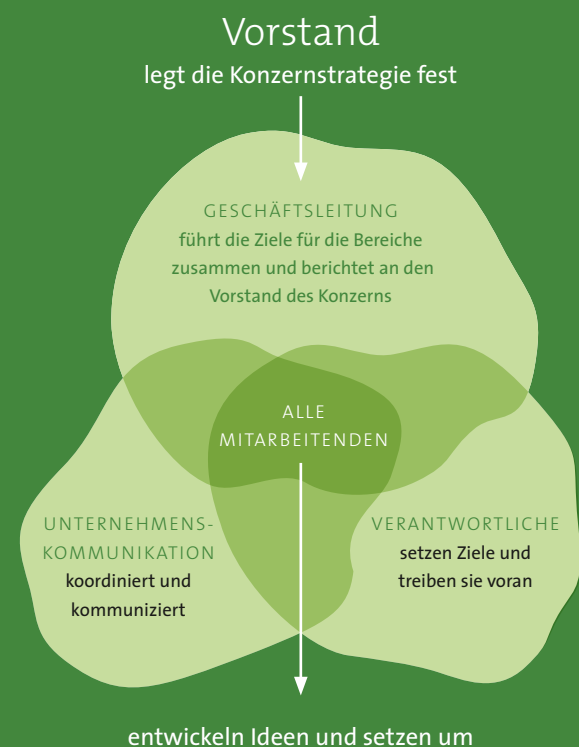 Vorstand
legt die Konzernstrategie fest
GESCHÄFTSLEITUNG
führt die Ziele für die Bereiche
zusammen und berichtet an den
Vorstand des Konzerns
ALLE
MITARBEITENDEN
UNTERNEHMENS-
KOMMUNIKATION
koordiniert und
kommuniziert
VERANTWORTLICHE
setzen Ziele und
treiben sie voran
entwickeln Ideen und setzen um